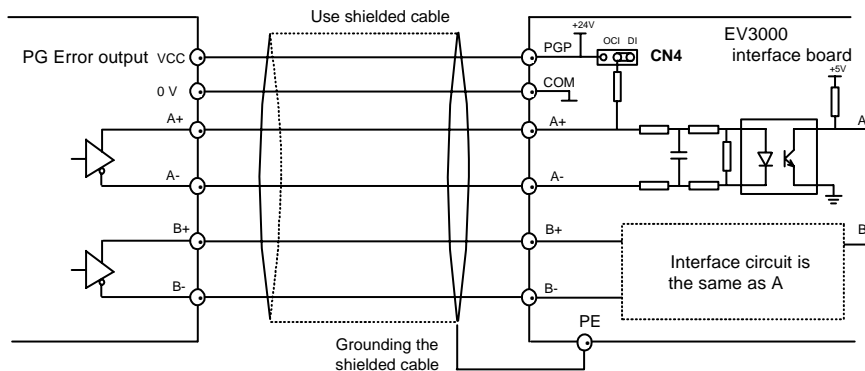 Use shielded cable
PG Error output
VCC
0 V
A+
A-
B+
B-
PGP
COM
A+
A-
B+
B-
PE
+24V
OCI DI
CN4
EV3000
interface board
+5V
A
B
Interface circuit is
the same as A
Grounding the
shielded cable